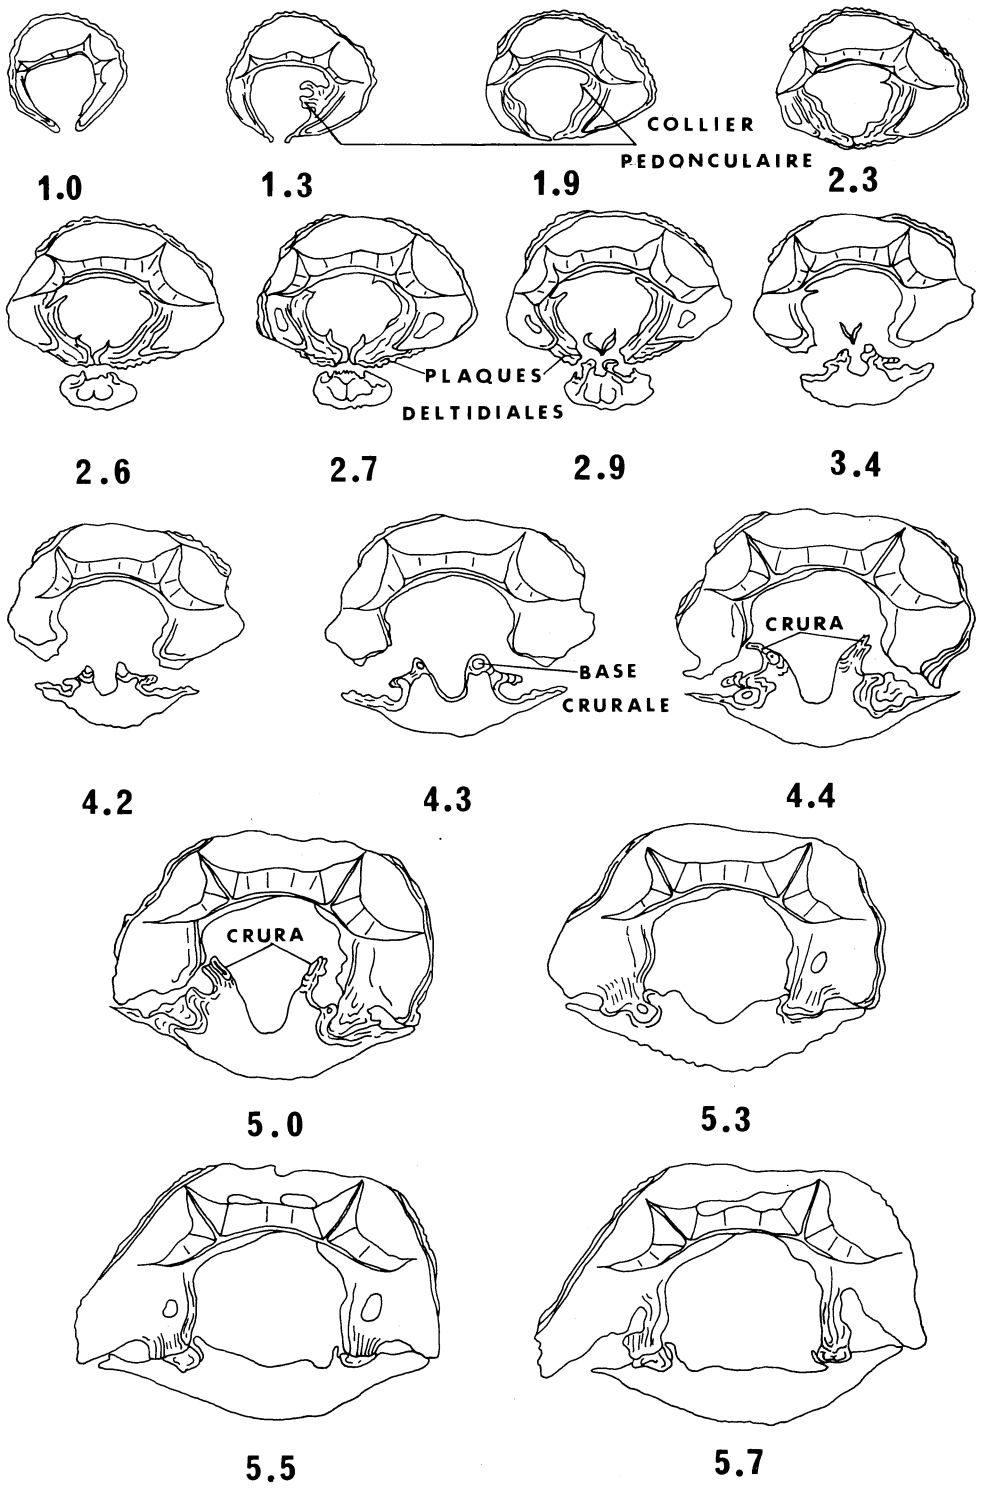 COLLIER
PEDONCULAIRE
1.0
1.3
1.9
2.3
PLAQUES
DELTIDIALES
2.6
2.7
2.9
3.4
CRURA
BASE
CRURALE
4.2
4.3
4.4
CRURA
5.0
5.3
5.5
5.7